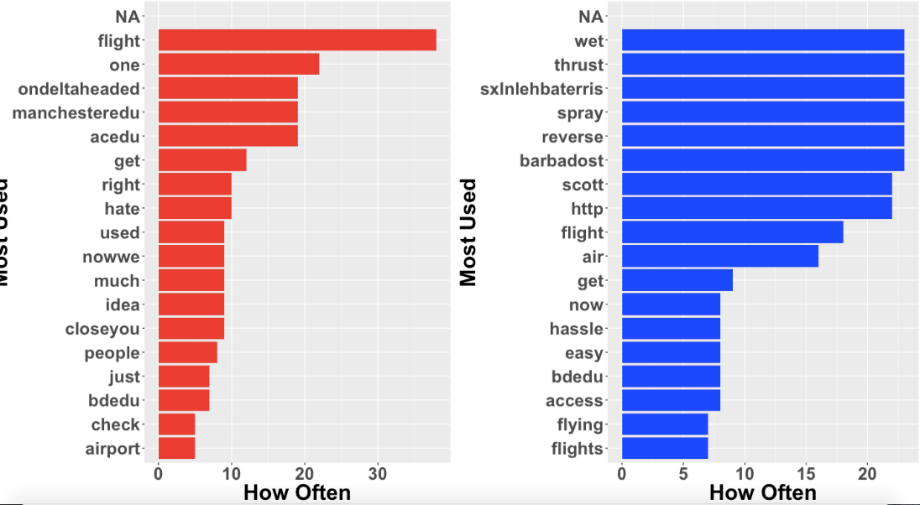 NA
flight
one
ondeltaheaded
manchesteredu
acedu
get
right
hate
used
nowwe
much
idea
closeyou
people
just
bdedu
check
airport
0 10 20 30
How Often
Most Used
NA
wet
thrust
sxlnlehbaterris
spray
reverse
barbadost
scott
http
flight
air
get
now
hassle
easy
bdedu
access
flying
flights
0 5 10 15 20
How Often
Most Used